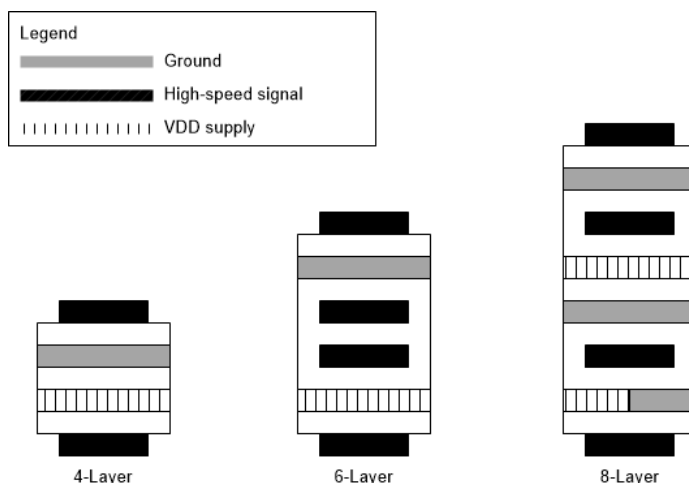 Legend
Ground
High-speed signal
VDD supply
4-Layer
6-Layer
8-Layer